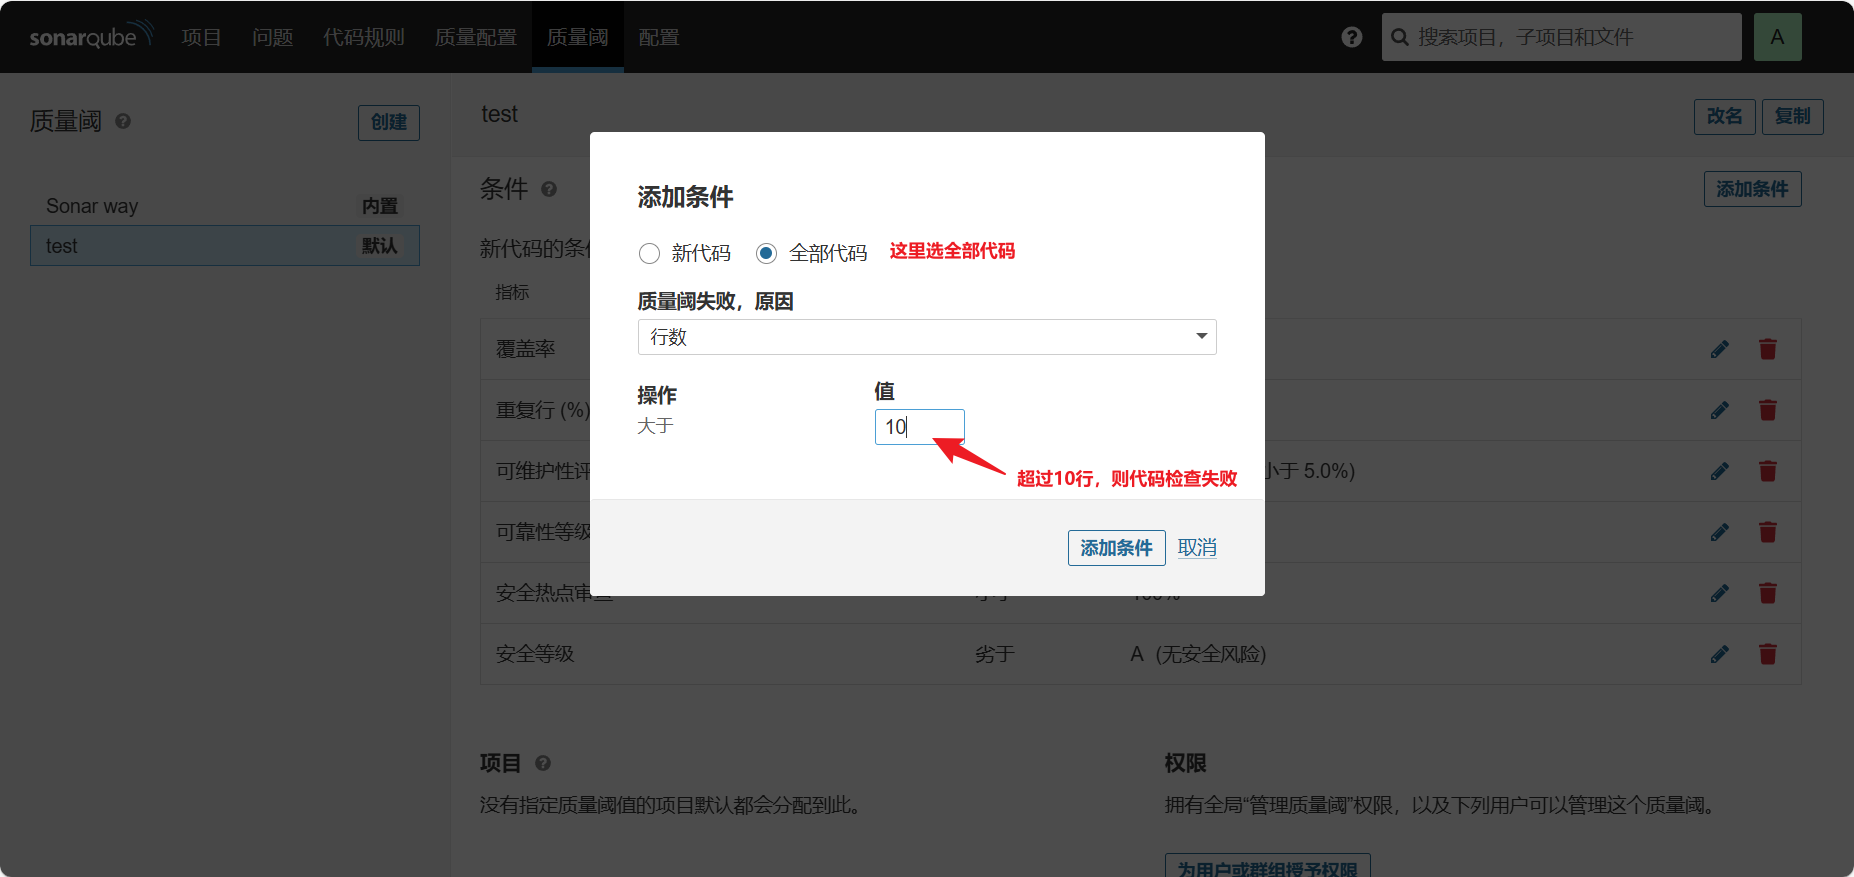 sonarqube 项目 问题 代码规则 质量配置 质量阈 配置 搜索项目，子项目和文件 A
质量阈 创建
Sonar way 内置
test 默认
test 改名 复制
条件 添加条件
新代码的条
指标
覆盖率
重复行 (%)
可维护性评 小于 5.0%)
可靠性等级
安全热点审查
安全等级 劣于 A (无安全风险)
添加条件
新代码 全部代码 这里选全部代码
质量阈失败，原因
行数
操作 值
大于 10
超过10行，则代码检查失败
添加条件 取消
项目
没有指定质量阈值的项目默认都会分配到此。
权限
拥有全局“管理质量阈”权限，以及下列用户可以管理这个质量阈。
为用户或群组授予权限